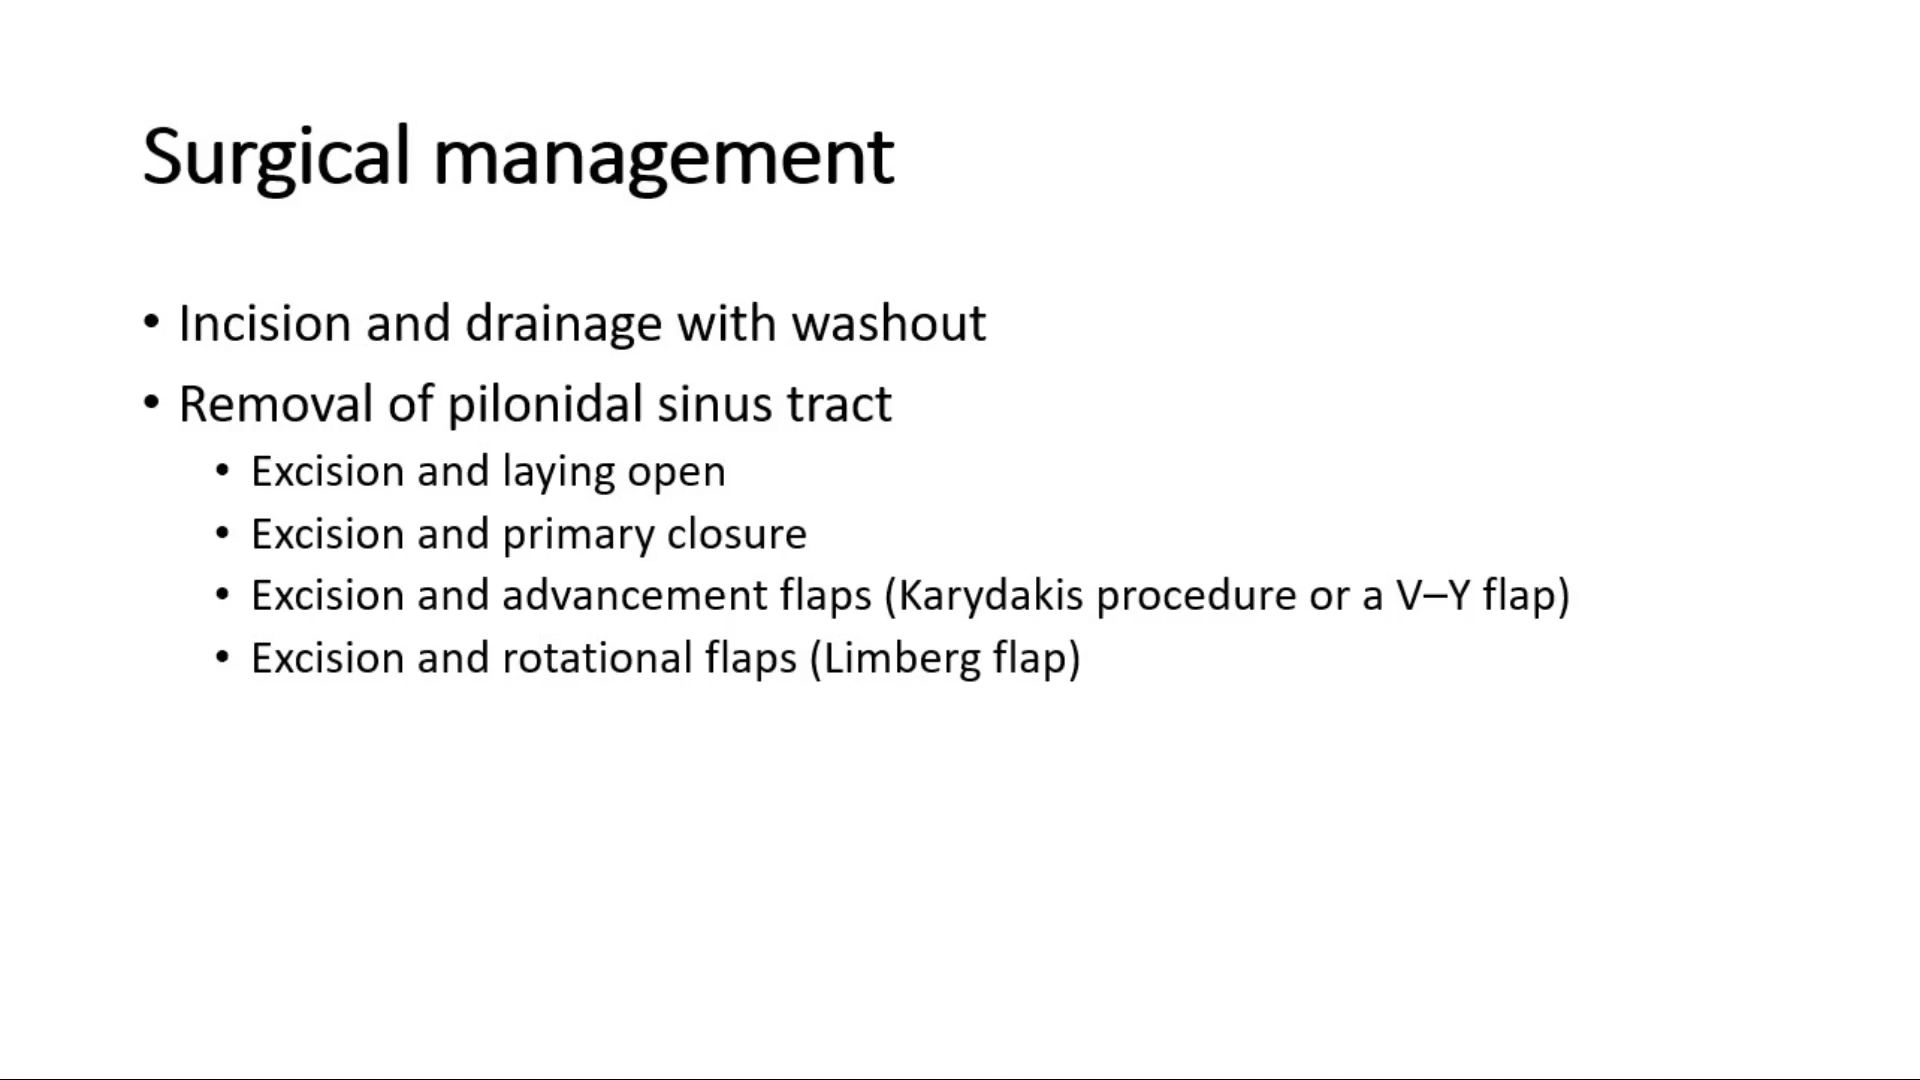 Surgical management
• Incision and drainage with washout
• Removal of pilonidal sinus tract
• Excision and laying open
• Excision and primary closure
• Excision and advancement flaps (Karydakis procedure or a V–Y flap)
• Excision and rotational flaps (Limberg flap)